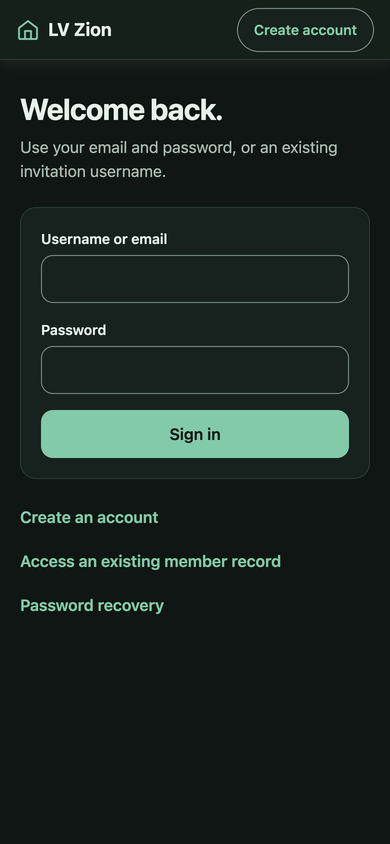 LV Zion
Create account
Welcome back.
Use your email and password, or an existing
invitation username.
Username or email
Password
Sign in
Create an account
Access an existing member record
Password recovery